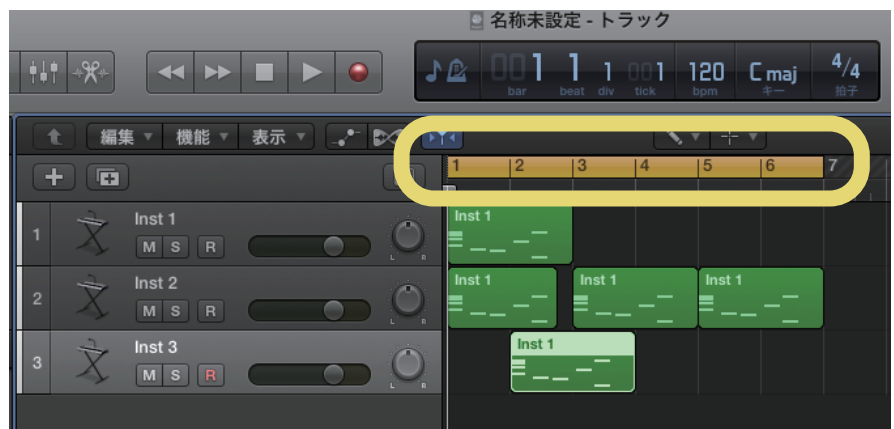 名称未設定 - トラック
001 1 1 001 120 C maj 4/4
bar beat div tick bpm キー 拍子
編集 機能 表示
1 2 3 4 5 6 7
1 Inst 1
M S R
L R
Inst 1
2 Inst 2
M S R
L R
Inst 1 Inst 1 Inst 1
3 Inst 3
M S R
L R
Inst 1